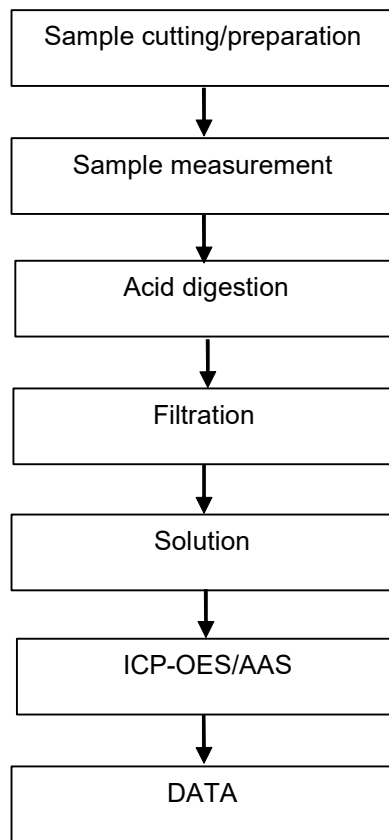 Sample cutting/preparation
Sample measurement
Acid digestion
Filtration
Solution
ICP-OES/AAS
DATA